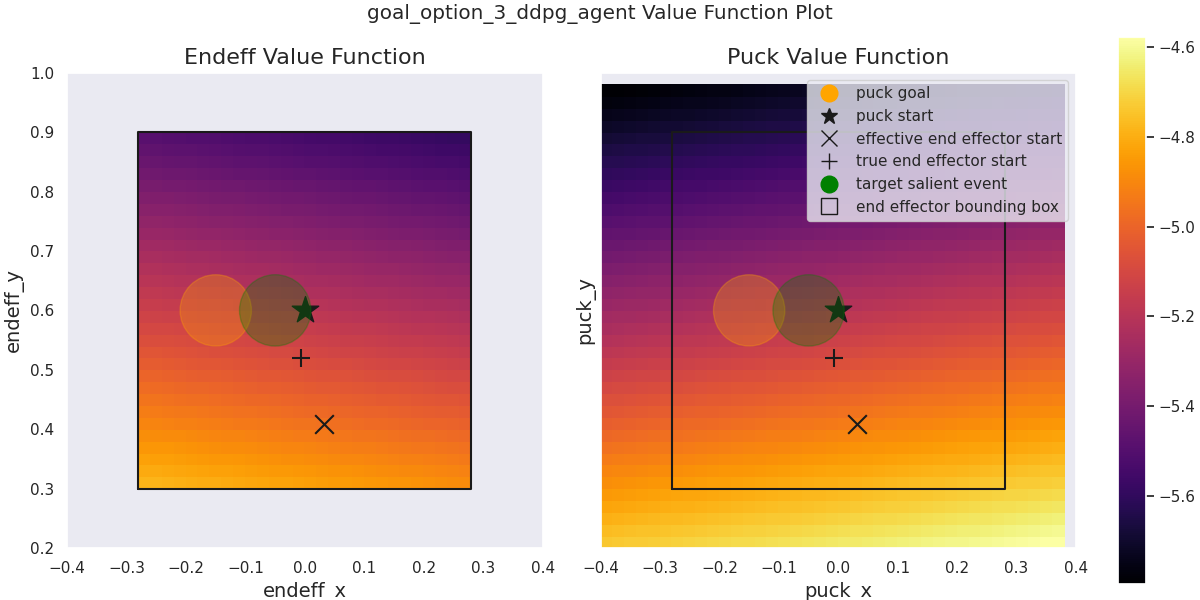 goal_option_3_ddpg_agent Value Function Plot
Endeff Value Function
1.0
0.9
0.8
0.7
0.6
0.5
0.4
0.3
0.2
endeff_y
−0.4 −0.3 −0.2 −0.1 0.0 0.1 0.2 0.3 0.4
endeff_x
Puck Value Function
puck goal
puck start
effective end effector start
true end effector start
target salient event
end effector bounding box
puck_y
−0.4 −0.3 −0.2 −0.1 0.0 0.1 0.2 0.3 0.4
puck_x
−4.6
−4.8
−5.0
−5.2
−5.4
−5.6